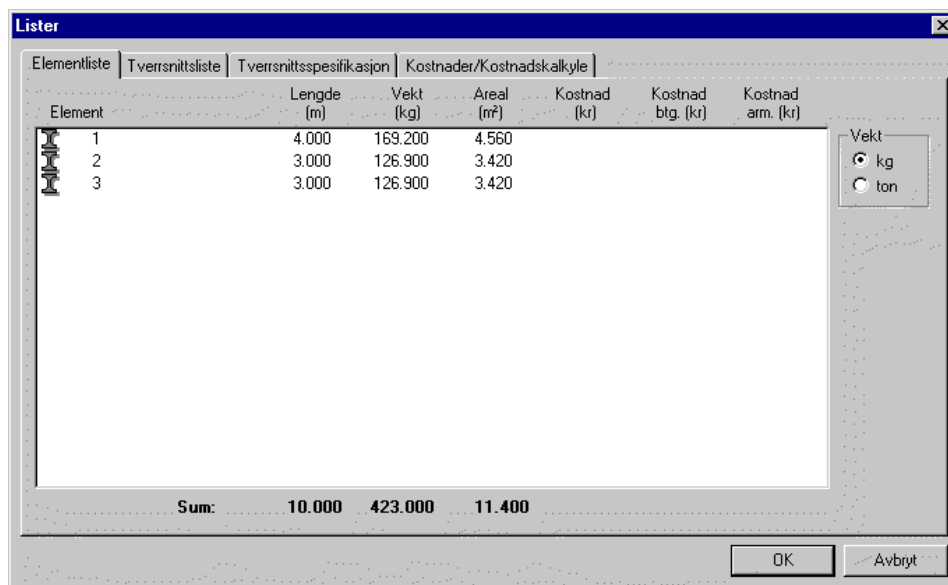 Lister
Elementliste Tverrsnittsliste Tverrsnittsspesifikasjon Kostnader/Kostnadskalkyle
Element Lengde (m) Vekt (kg) Areal (m²) Kostnad (kr) Kostnad btg. (kr) Kostnad arm. (kr)
1 4.000 169.200 4.560
2 3.000 126.900 3.420
3 3.000 126.900 3.420
Vekt
kg
ton
Sum: 10.000 423.000 11.400
OK Avbryt